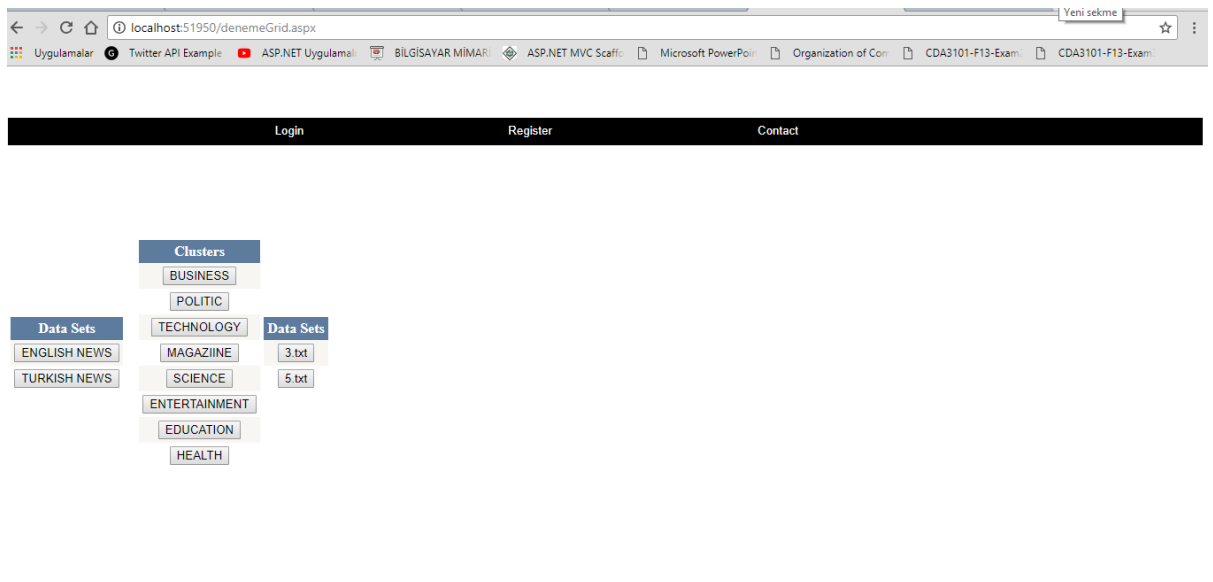 Yeni sekme
localhost:51950/denemeGrid.aspx
Uygulamalar Twitter API Example ASP.NET Uygulamalı BİLGİSAYAR MİMARİ ASP.NET MVC Scaffo Microsoft PowerPoin Organization of Com CDA3101-F13-Exam CDA3101-F13-Exam
Login Register Contact
Clusters
BUSINESS
POLITIC
Data Sets TECHNOLOGY Data Sets
ENGLISH NEWS MAGAZIINE 3.txt
TURKISH NEWS SCIENCE 5.txt
ENTERTAINMENT
EDUCATION
HEALTH